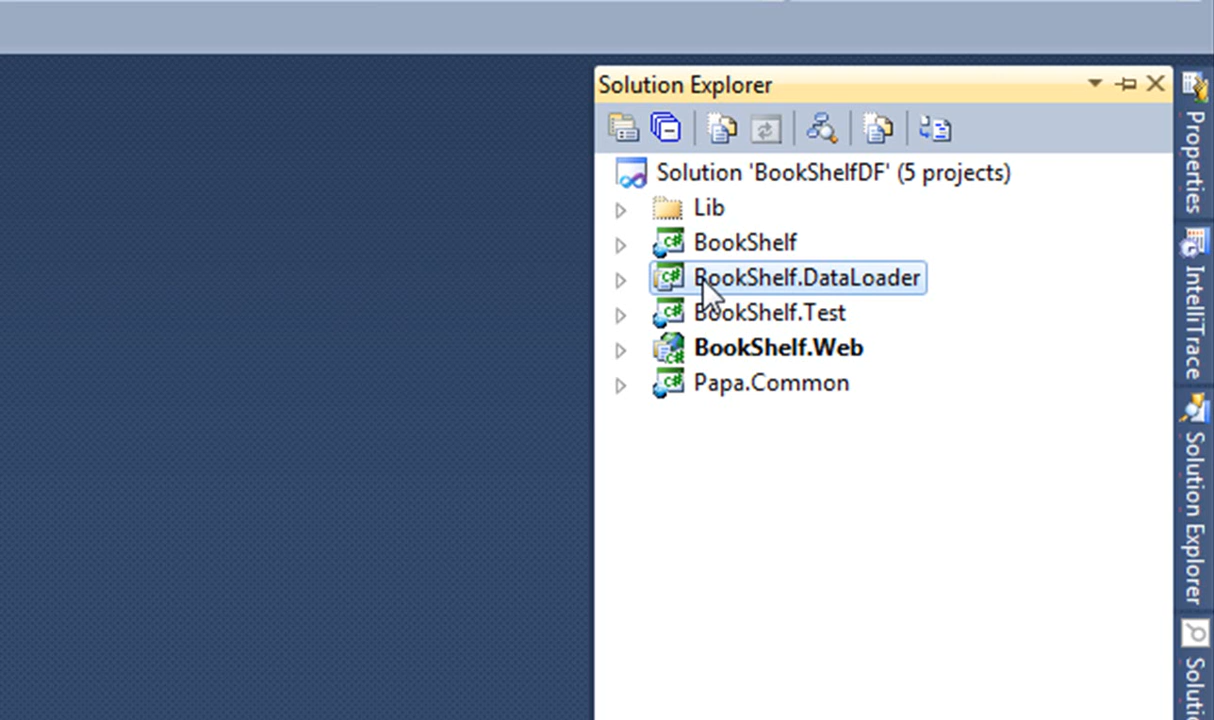 Solution Explorer
Solution 'BookShelfDF' (5 projects)
Lib
BookShelf
BookShelf.DataLoader
BookShelf.Test
BookShelf.Web
Papa.Common
Properties
IntelliTrace
Solution Explorer
Solutio